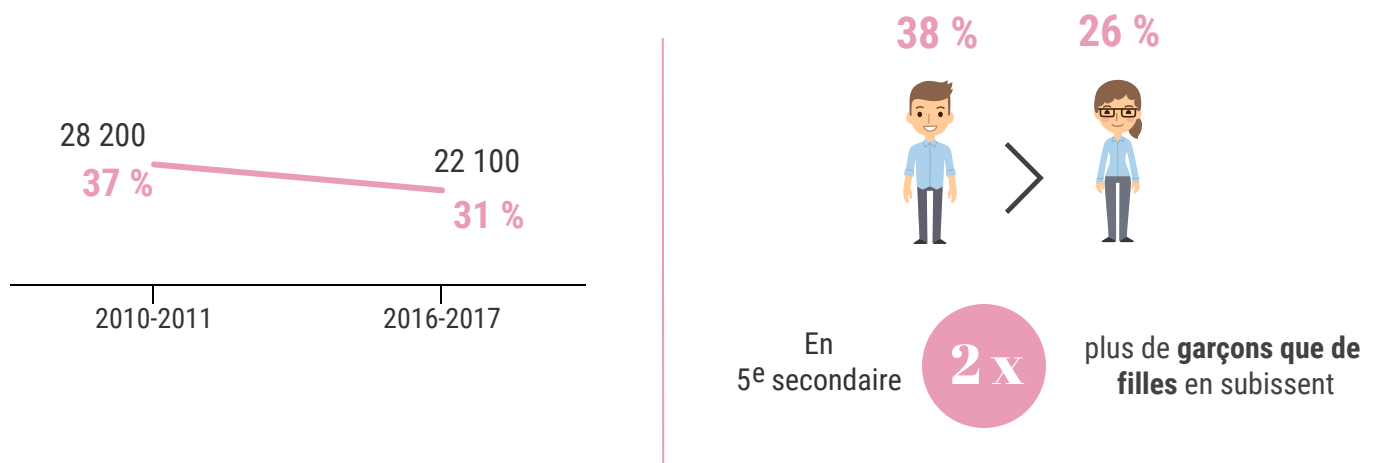 28 200
37 %
22 100
31 %
2010-2011
2016-2017
38 %
26 %
>
En
5e secondaire
2 x
plus de garçons que de
filles en subissent